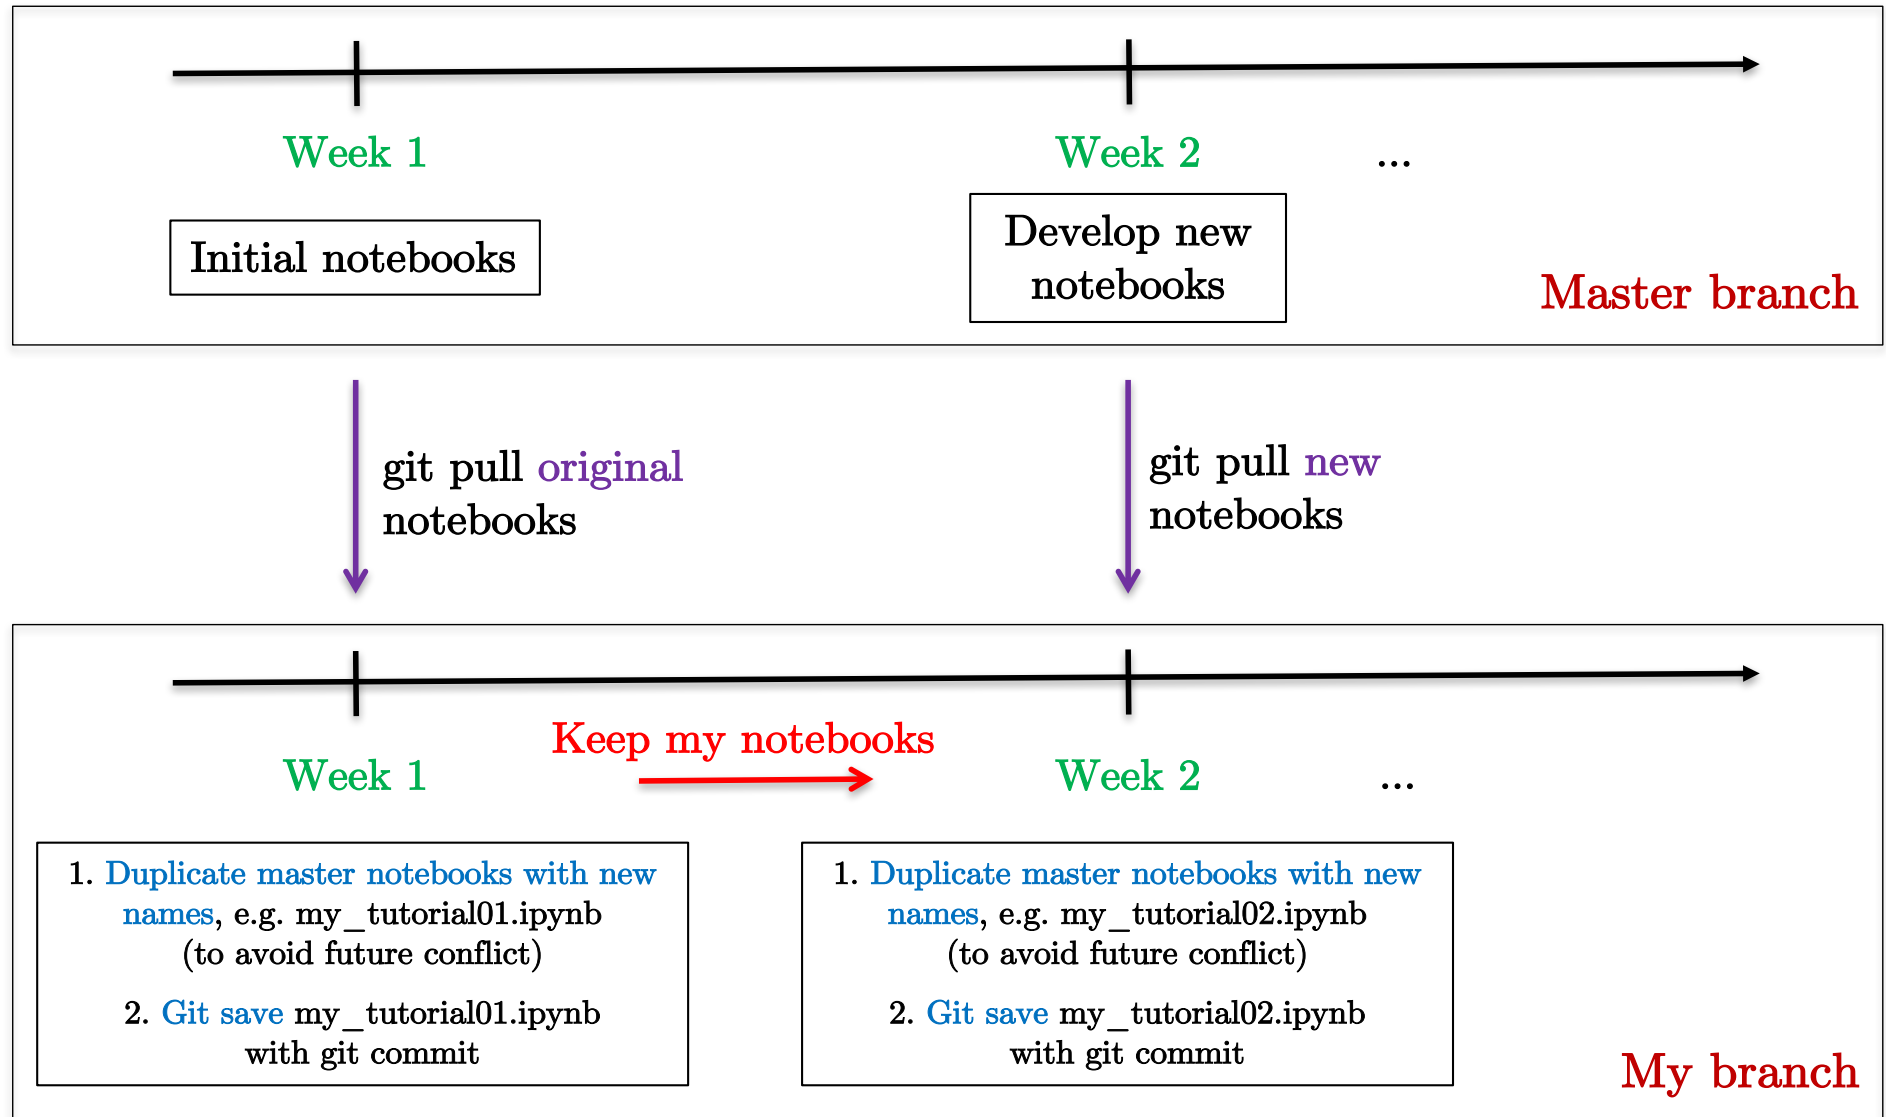 Week 1
Week 2
...
Initial notebooks
Develop new
notebooks
Master branch
git pull original
notebooks
git pull new
notebooks
Keep my notebooks
Week 1
Week 2
...
1. Duplicate master notebooks with new
names, e.g. my_tutorial01.ipynb
(to avoid future conflict)
2. Git save my_tutorial01.ipynb
with git commit
1. Duplicate master notebooks with new
names, e.g. my_tutorial02.ipynb
(to avoid future conflict)
2. Git save my_tutorial02.ipynb
with git commit
My branch